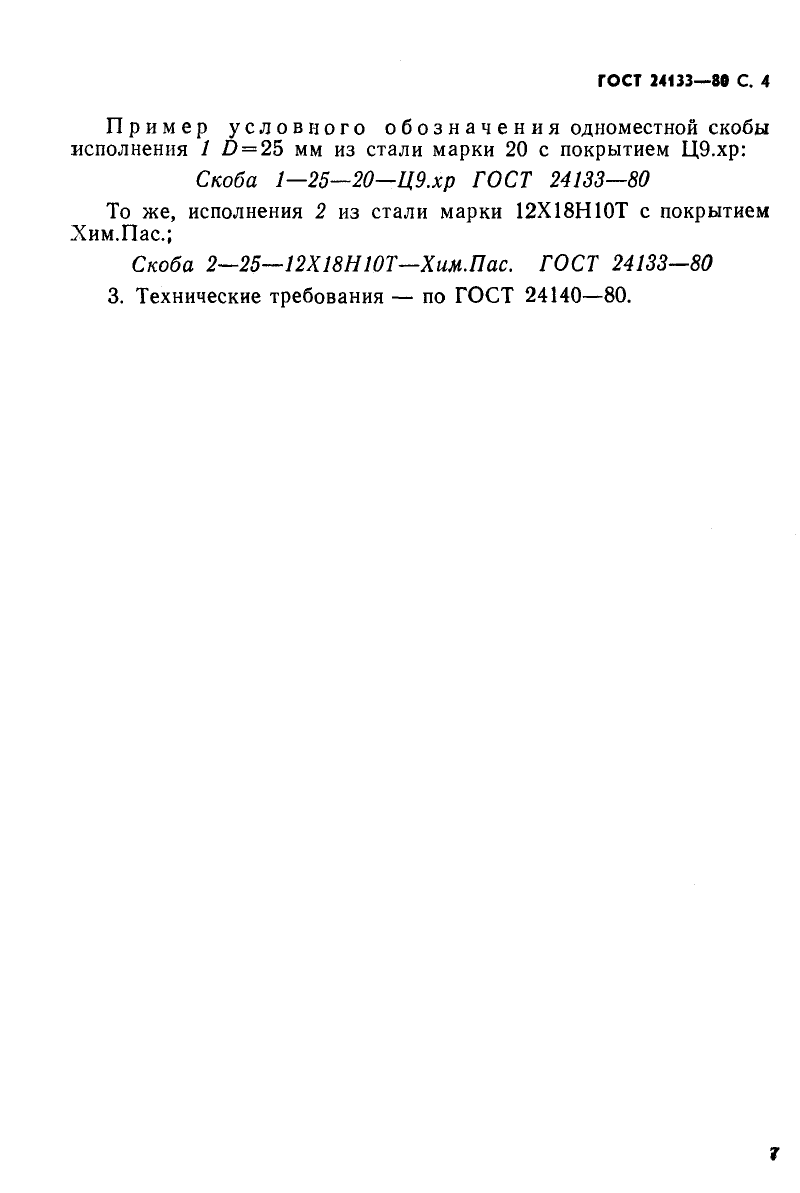 ГОСТ 24133—80 С. 4
Пример условного обозначения одноместной скобы
исполнения 1 D=25 мм из стали марки 20 с покрытием Ц9.хр:
Скоба 1—25—20—Ц9.хр ГОСТ 24133—80
То же, исполнения 2 из стали марки 12Х18Н10Т с покрытием
Хим.Пас.;
Скоба 2—25—12Х18Н10Т—Хим.Пас. ГОСТ 24133—80
3. Технические требования — по ГОСТ 24140—80.
7